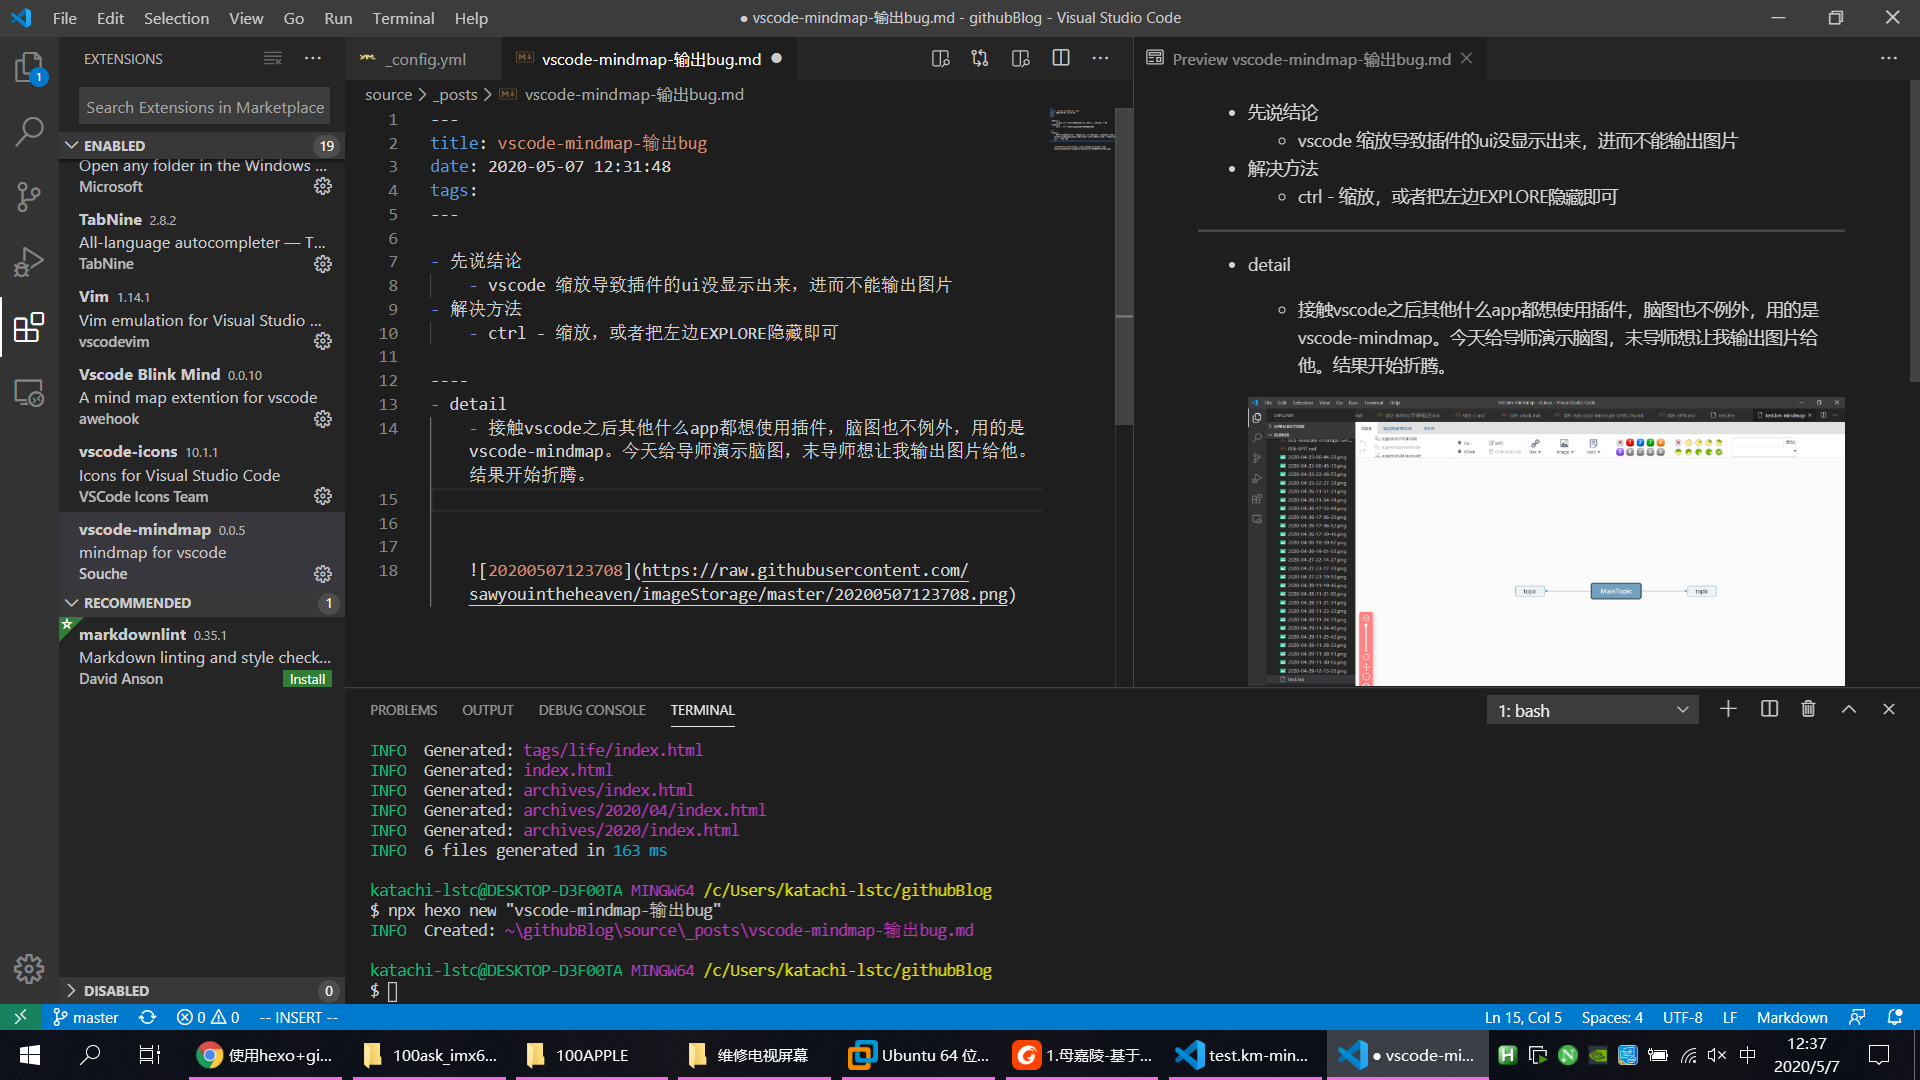 File Edit Selection View Go Run Terminal Help
● vscode-mindmap-输出bug.md - githubBlog - Visual Studio Code
1
EXTENSIONS
Search Extensions in Marketplace
ENABLED 19
Open any folder in the Windows ...
Microsoft
TabNine 2.8.2
All-language autocompleter — T...
TabNine
Vim 1.14.1
Vim emulation for Visual Studio ...
vscodevim
Vscode Blink Mind 0.0.10
A mind map extention for vscode
awehook
vscode-icons 10.1.1
Icons for Visual Studio Code
VSCode Icons Team
vscode-mindmap 0.0.5
mindmap for vscode
Souche
RECOMMENDED 1
markdownlint 0.35.1
Markdown linting and style check...
David Anson Install
DISABLED 0
_config.yml
vscode-mindmap-输出bug.md
source > _posts > vscode-mindmap-输出bug.md
1 ---
2 title: vscode-mindmap-输出bug
3 date: 2020-05-07 12:31:48
4 tags:
5 ---
6
7 - 先说结论
8 - vscode 缩放导致插件的ui没显示出来，进而不能输出图片
9 - 解决方法
10 - ctrl - 缩放，或者把左边EXPLORE隐藏即可
11
12 ----
13 - detail
14 - 接触vscode之后其他什么app都想使用插件，脑图也不例外，用的是
vscode-mindmap。今天给导师演示脑图，末导师想让我输出图片给他。
结果开始折腾。
15
16
17
18 ![20200507123708](https://raw.githubusercontent.com/
sawyouintheheaven/imageStorage/master/20200507123708.png)
Preview vscode-mindmap-输出bug.md
先说结论
vscode 缩放导致插件的ui没显示出来，进而不能输出图片
解决方法
ctrl - 缩放，或者把左边EXPLORE隐藏即可
detail
接触vscode之后其他什么app都想使用插件，脑图也不例外，用的是
vscode-mindmap。今天给导师演示脑图，末导师想让我输出图片给
他。结果开始折腾。
topic MainTopic topic
PROBLEMS OUTPUT DEBUG CONSOLE TERMINAL
1: bash
INFO Generated: tags/life/index.html
INFO Generated: index.html
INFO Generated: archives/index.html
INFO Generated: archives/2020/04/index.html
INFO Generated: archives/2020/index.html
INFO 6 files generated in 163 ms
katachi-lstc@DESKTOP-D3F00TA MINGW64 /c/Users/katachi-lstc/githubBlog
$ npx hexo new "vscode-mindmap-输出bug"
INFO Created: ~\githubBlog\source\_posts\vscode-mindmap-输出bug.md
katachi-lstc@DESKTOP-D3F00TA MINGW64 /c/Users/katachi-lstc/githubBlog
$
master 0 0 -- INSERT --
Ln 15, Col 5 Spaces: 4 UTF-8 LF Markdown
使用hexo+gi...
100ask_imx6...
100APPLE
维修电视屏幕
Ubuntu 64 位...
1.母嘉陵-基于...
test.km-min...
● vscode-mi...
中
12:37
2020/5/7